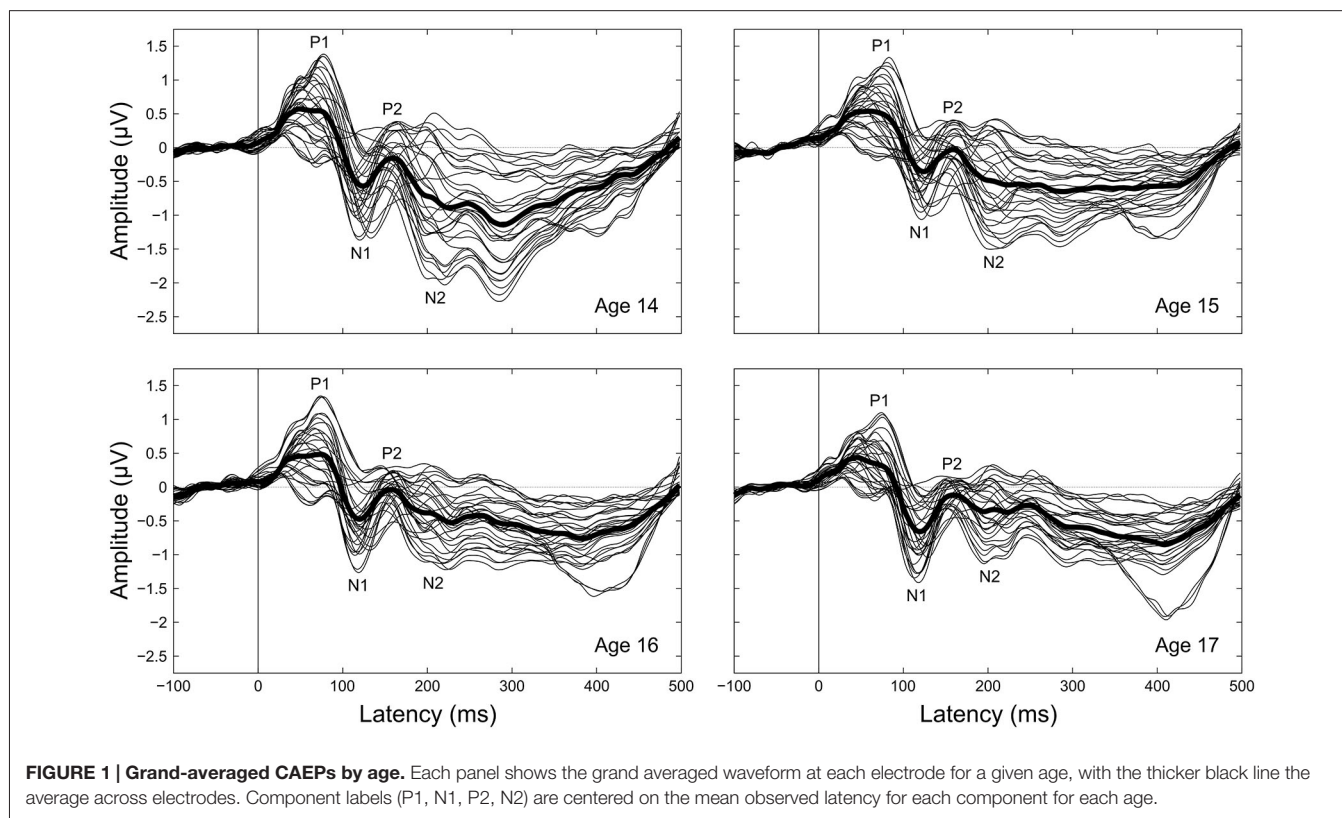 P1
1.5
1
0.5
0
−0.5
−1
−1.5
−2
−2.5
Amplitude (μV)
P2
N1
N2
Age 14
P1
P2
N1
N2
Age 15
P1
1.5
1
0.5
0
−0.5
−1
−1.5
−2
−2.5
Amplitude (μV)
P2
N1
N2
Age 16
−100 0 100 200 300 400 500
Latency (ms)
P1
P2
N1
N2
Age 17
−100 0 100 200 300 400 500
Latency (ms)
FIGURE 1 | Grand-averaged CAEPs by age. Each panel shows the grand averaged waveform at each electrode for a given age, with the thicker black line the
average across electrodes. Component labels (P1, N1, P2, N2) are centered on the mean observed latency for each component for each age.